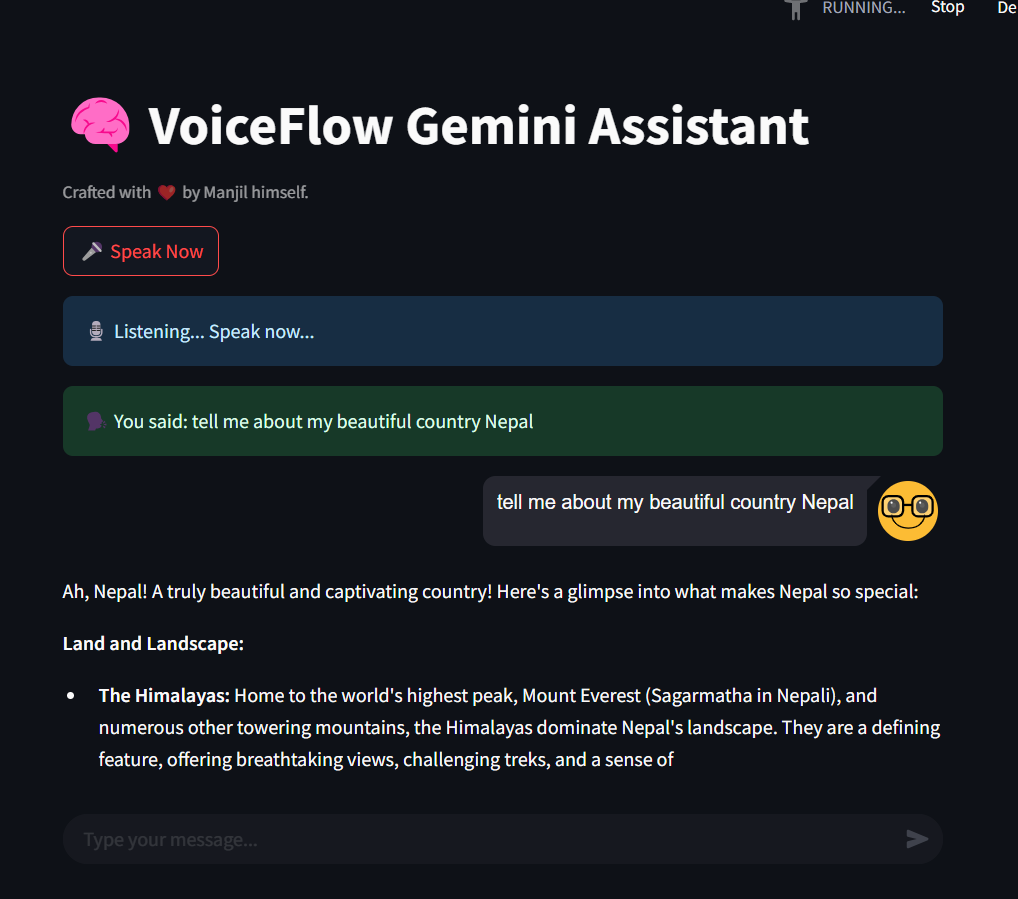 RUNNING...
Stop
De
VoiceFlow Gemini Assistant
Crafted with ❤️ by Manjil himself.
Speak Now
Listening... Speak now...
You said: tell me about my beautiful country Nepal
tell me about my beautiful country Nepal
Ah, Nepal! A truly beautiful and captivating country! Here's a glimpse into what makes Nepal so special:
Land and Landscape:
• The Himalayas: Home to the world's highest peak, Mount Everest (Sagarmatha in Nepali), and
numerous other towering mountains, the Himalayas dominate Nepal's landscape. They are a defining
feature, offering breathtaking views, challenging treks, and a sense of
Type your message...